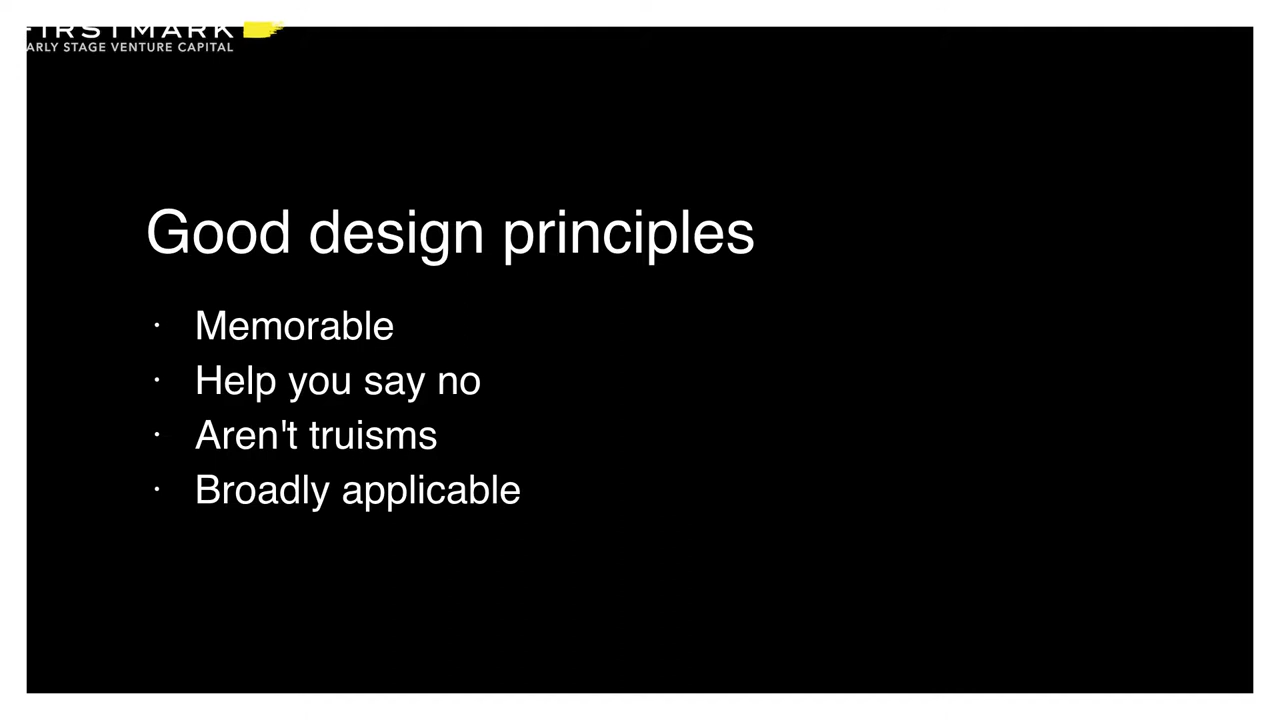 FIRSTMARK
EARLY STAGE VENTURE CAPITAL
Good design principles
· Memorable
· Help you say no
· Aren't truisms
· Broadly applicable